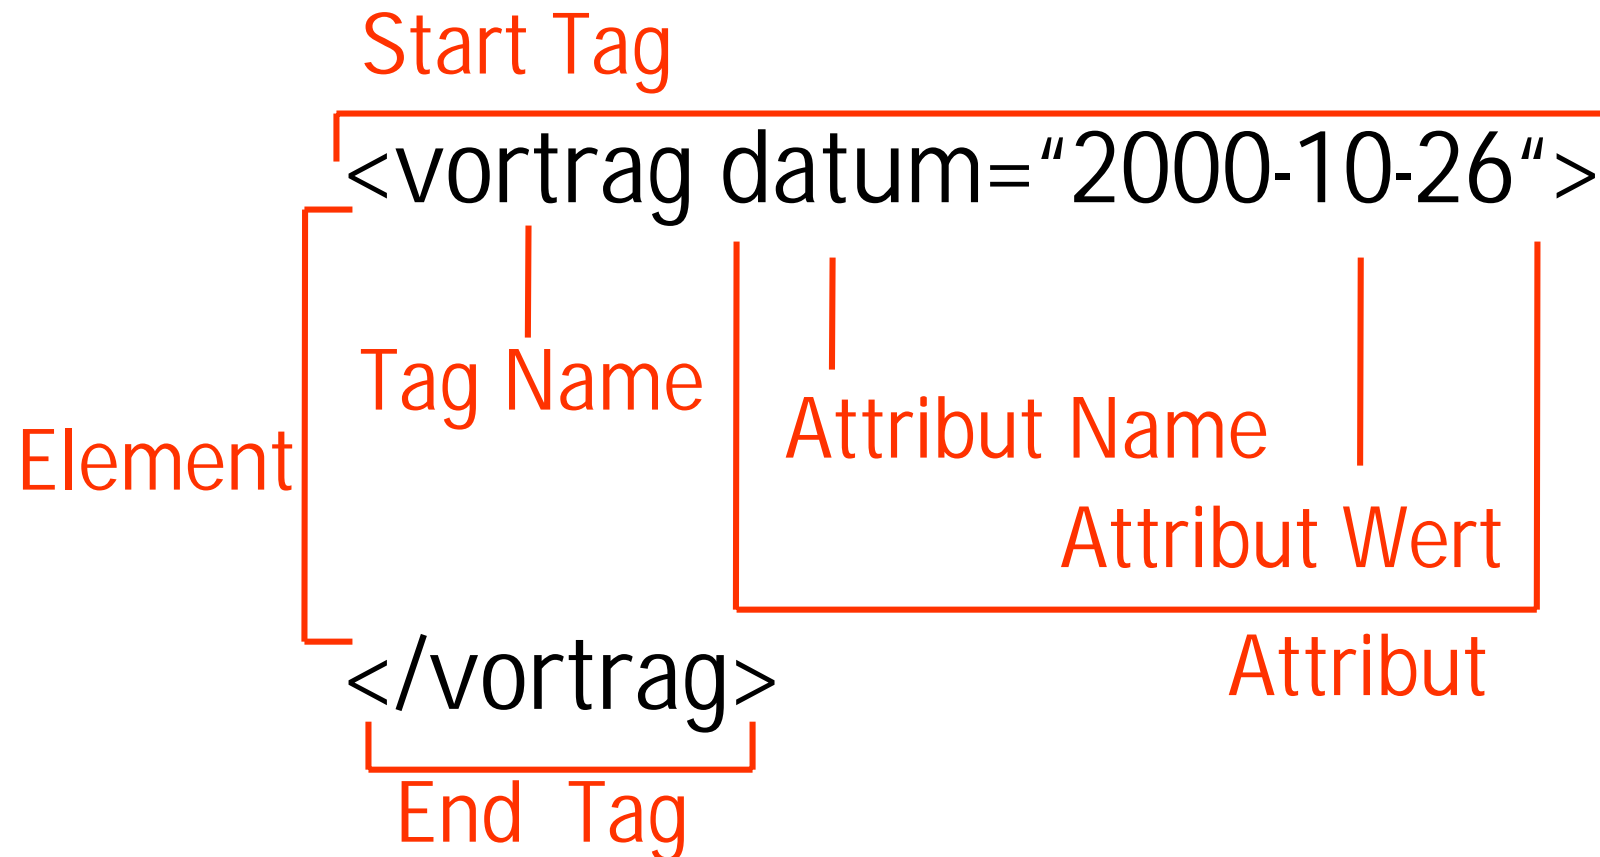 Start Tag
<vortrag datum=“2000-10-26“>
Tag Name
Attribut Name
Element
Attribut Wert
</vortrag>
Attribut
End Tag